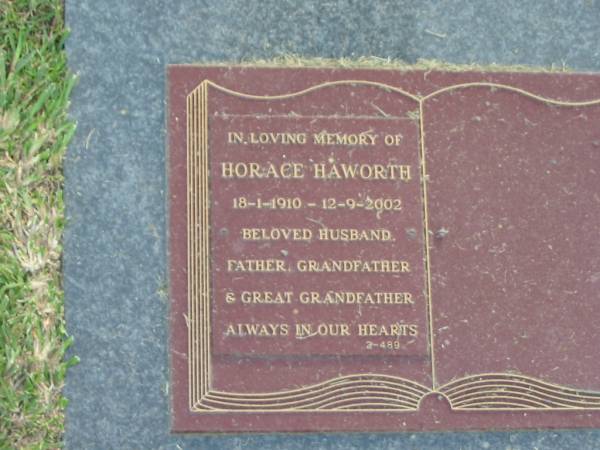 IN LOVING MEMORY OF
HORACE HAWORTH
18-1-1910 - 12-9-2002
BELOVED HUSBAND
FATHER, GRANDFATHER
& GREAT GRANDFATHER
ALWAYS IN OUR HEARTS
2-489